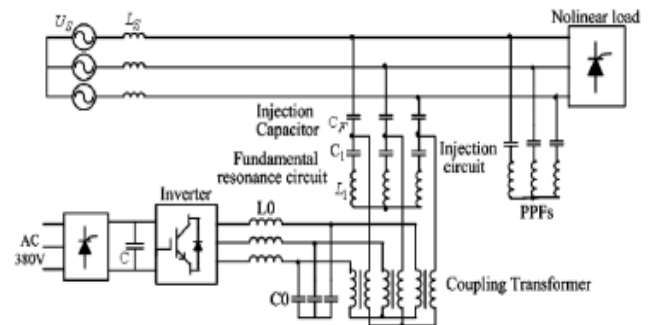 U_S
L_S
Nolinear load
Injection
Capacitor
C_F
C_1
Injection
circuit
Fundamental
resonance circuit
L_1
PPFs
Inverter
L0
AC
380V
C
C0
Coupling Transformer